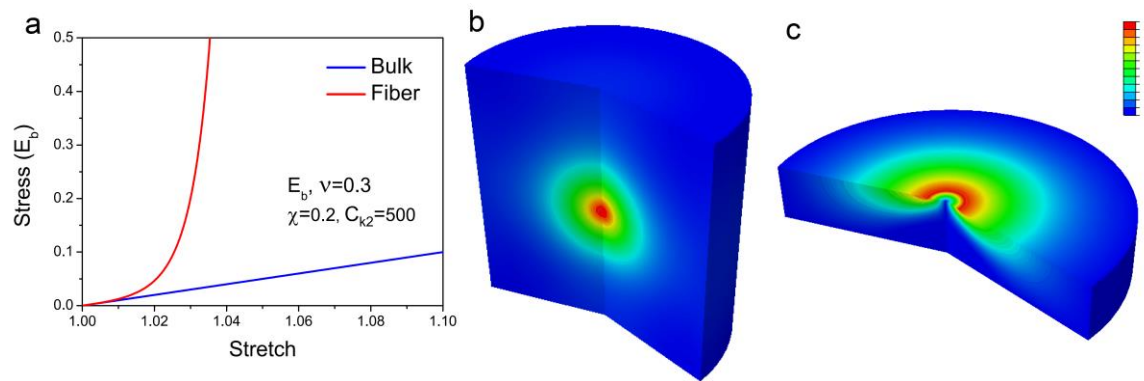 a
b
c
0.5
0.4
0.3
0.2
0.1
0.0
Stress (E_b)
Bulk
Fiber
E_b, ν=0.3
χ=0.2, C_k2=500
1.00
1.02
1.04
1.06
1.08
1.10
Stretch